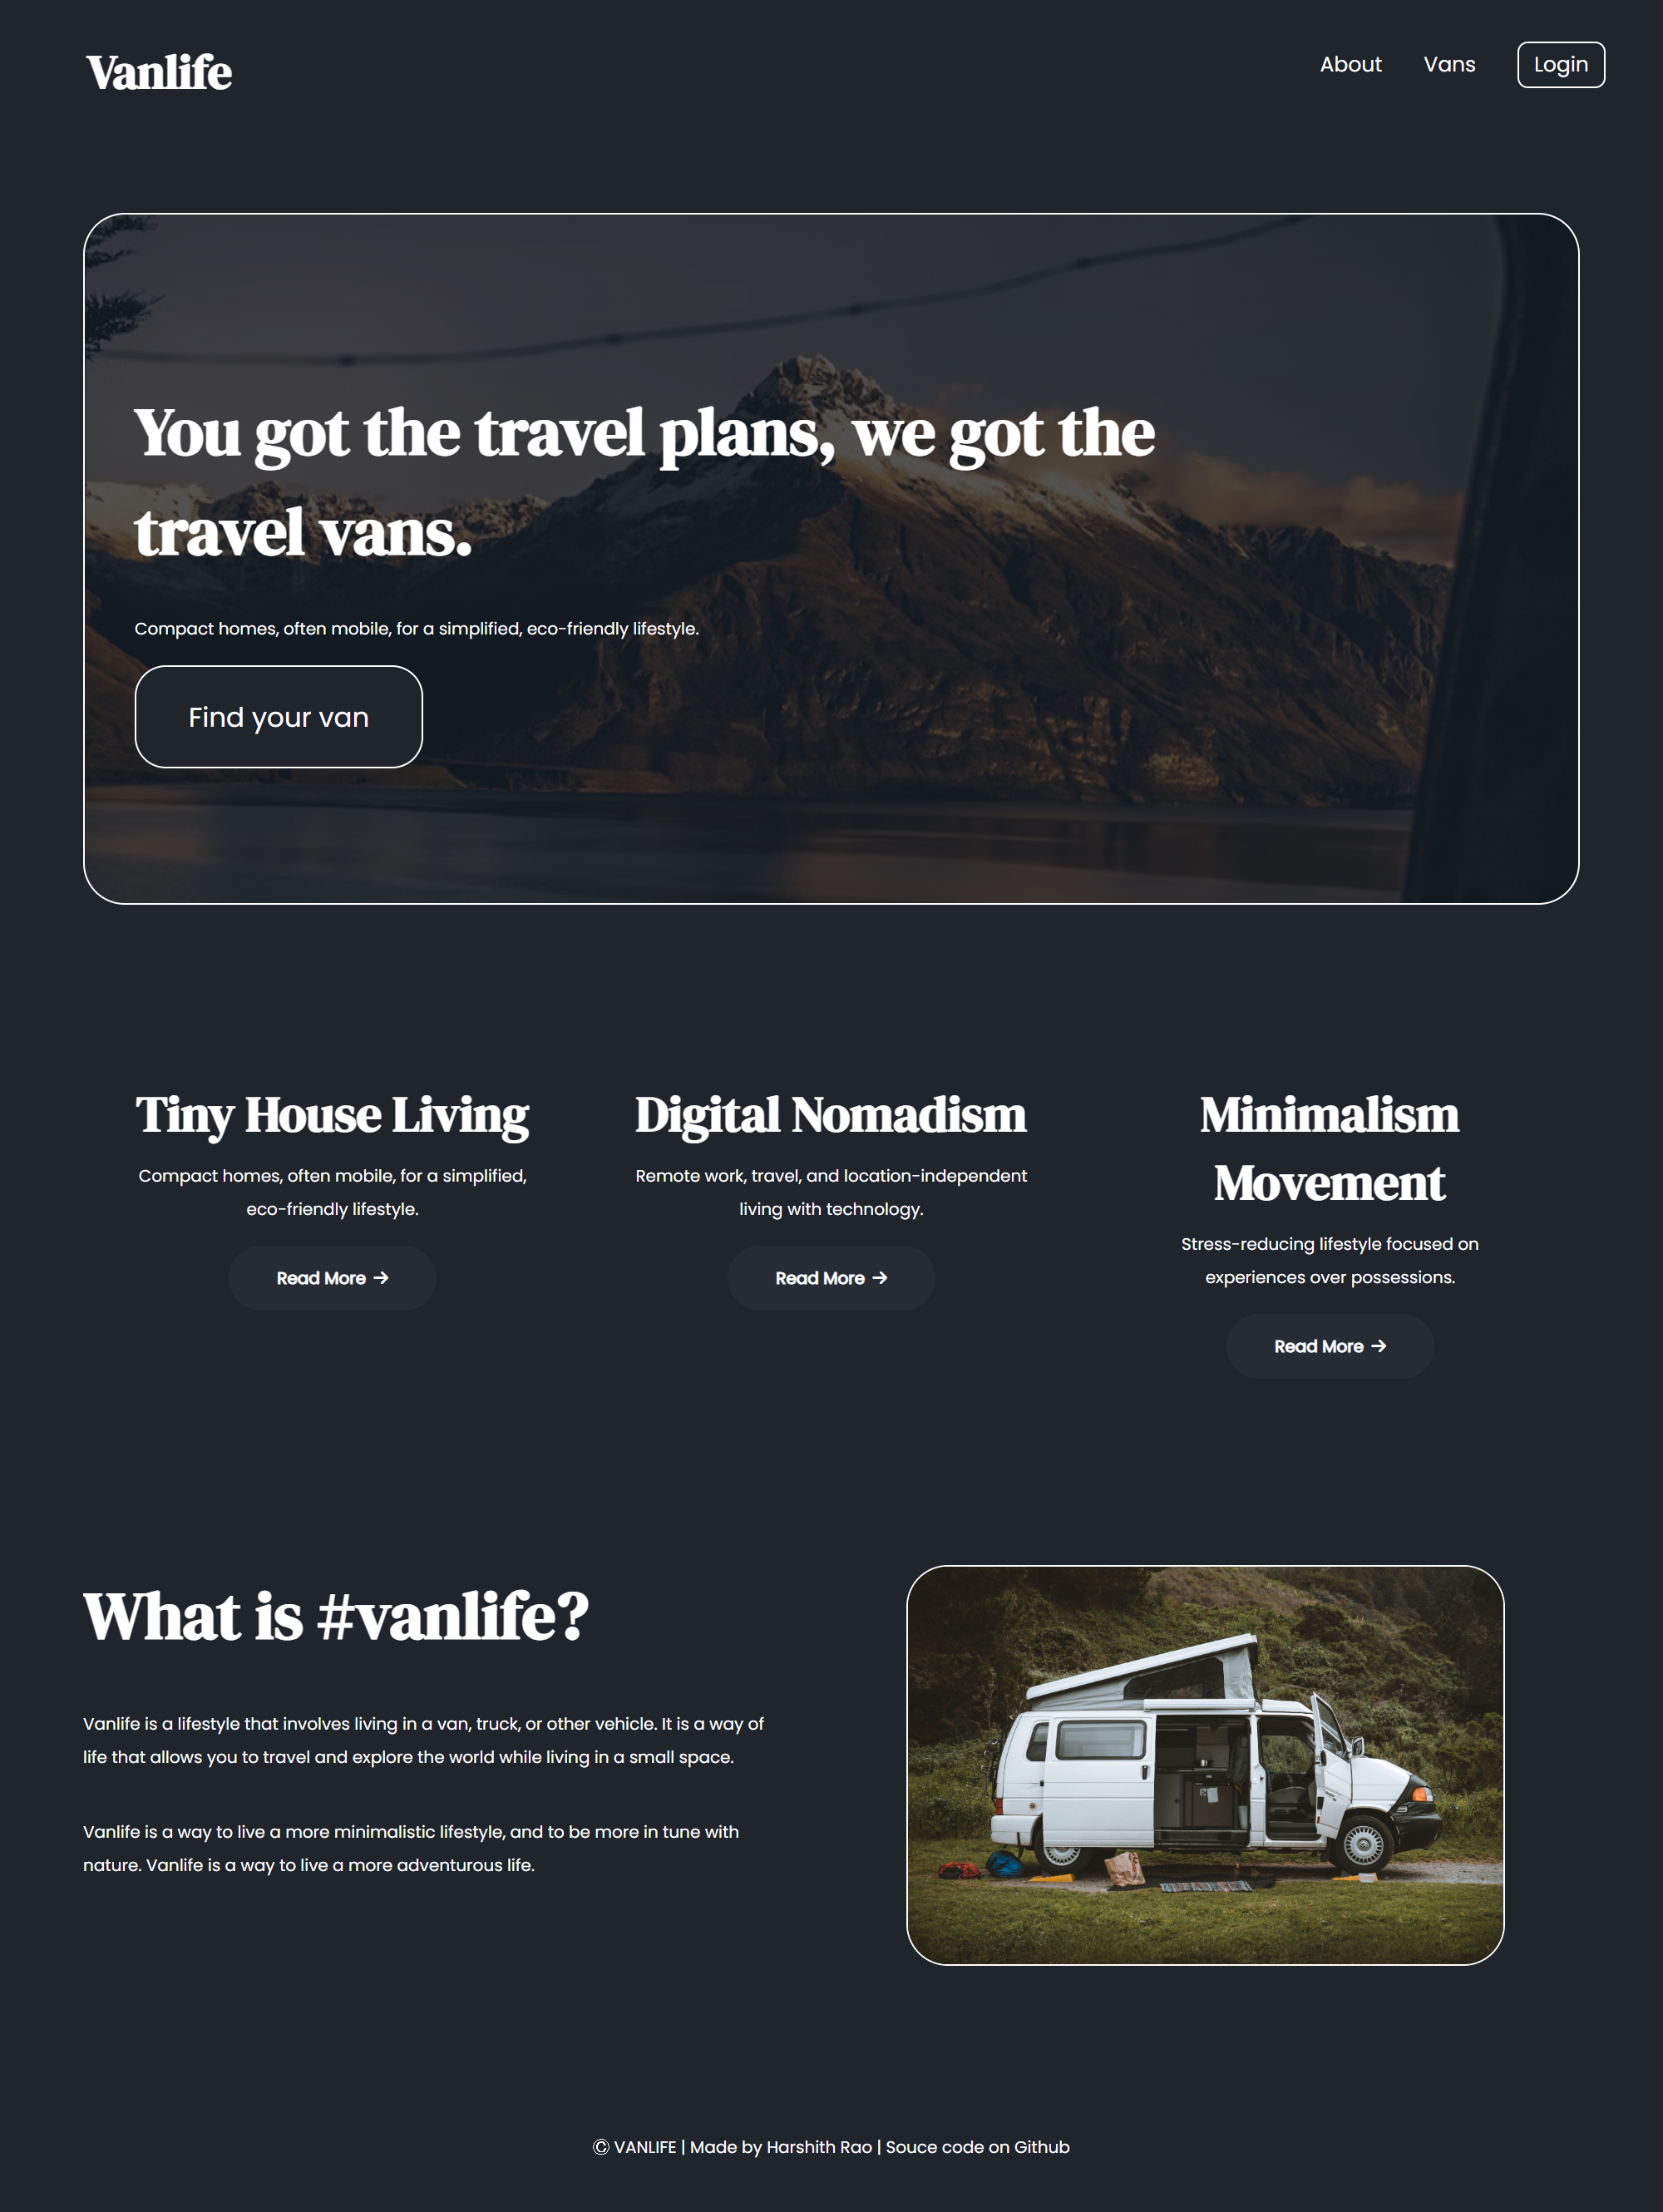 Vanlife
About Vans Login
You got the travel plans, we got the
travel vans.
Compact homes, often mobile, for a simplified, eco-friendly lifestyle.
Find your van
Tiny House Living
Compact homes, often mobile, for a simplified,
eco-friendly lifestyle.
Read More →
Digital Nomadism
Remote work, travel, and location-independent
living with technology.
Read More →
Minimalism
Movement
Stress-reducing lifestyle focused on
experiences over possessions.
Read More →
What is #vanlife?
Vanlife is a lifestyle that involves living in a van, truck, or other vehicle. It is a way of
life that allows you to travel and explore the world while living in a small space.
Vanlife is a way to live a more minimalistic lifestyle, and to be more in tune with
nature. Vanlife is a way to live a more adventurous life.
© VANLIFE | Made by Harshith Rao | Souce code on Github